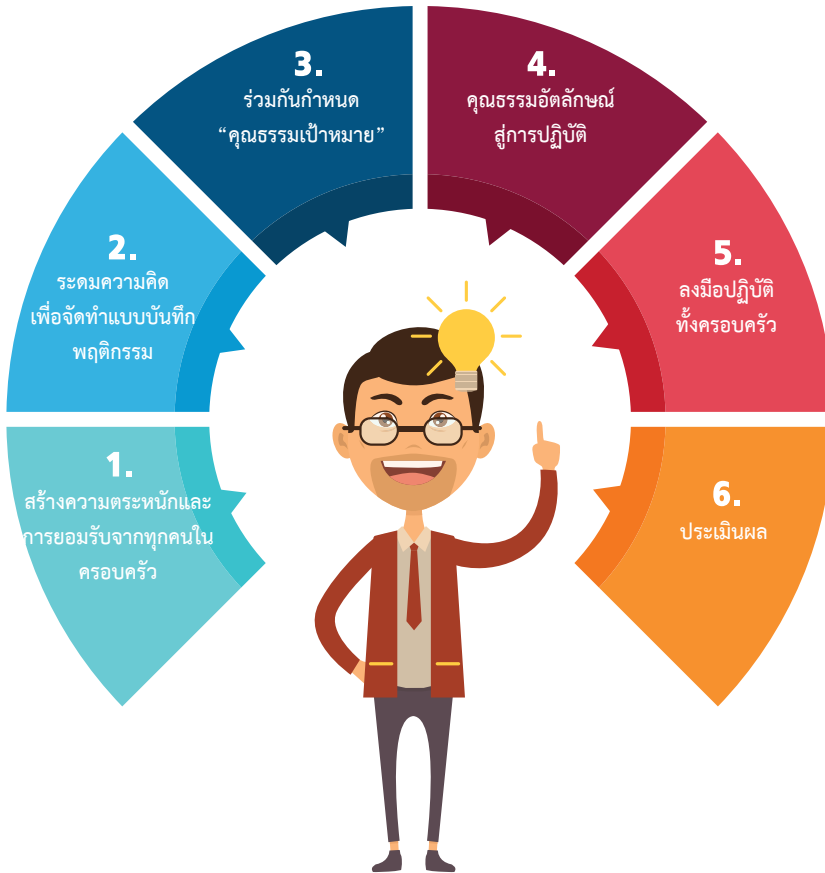 1.
สร้างความตระหนักและ
การยอมรับจากทุกคนใน
ครอบครัว
2.
ระดมความคิด
เพื่อจัดทำแบบบันทึก
พฤติกรรม
3.
ร่วมกันกำหนด
“คุณธรรมเป้าหมาย”
4.
คุณธรรมอัตลักษณ์
สู่การปฏิบัติ
5.
ลงมือปฏิบัติ
ทั้งครอบครัว
6.
ประเมินผล